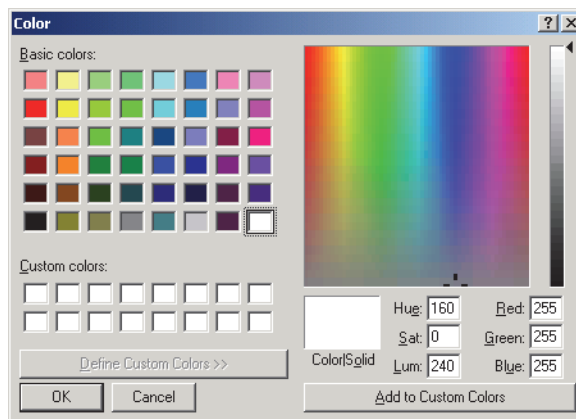 Color
Basic colors:
Custom colors:
Define Custom Colors >>
OK
Cancel
Color|Solid
Hue: 160
Sat: 0
Lum: 240
Red: 255
Green: 255
Blue: 255
Add to Custom Colors